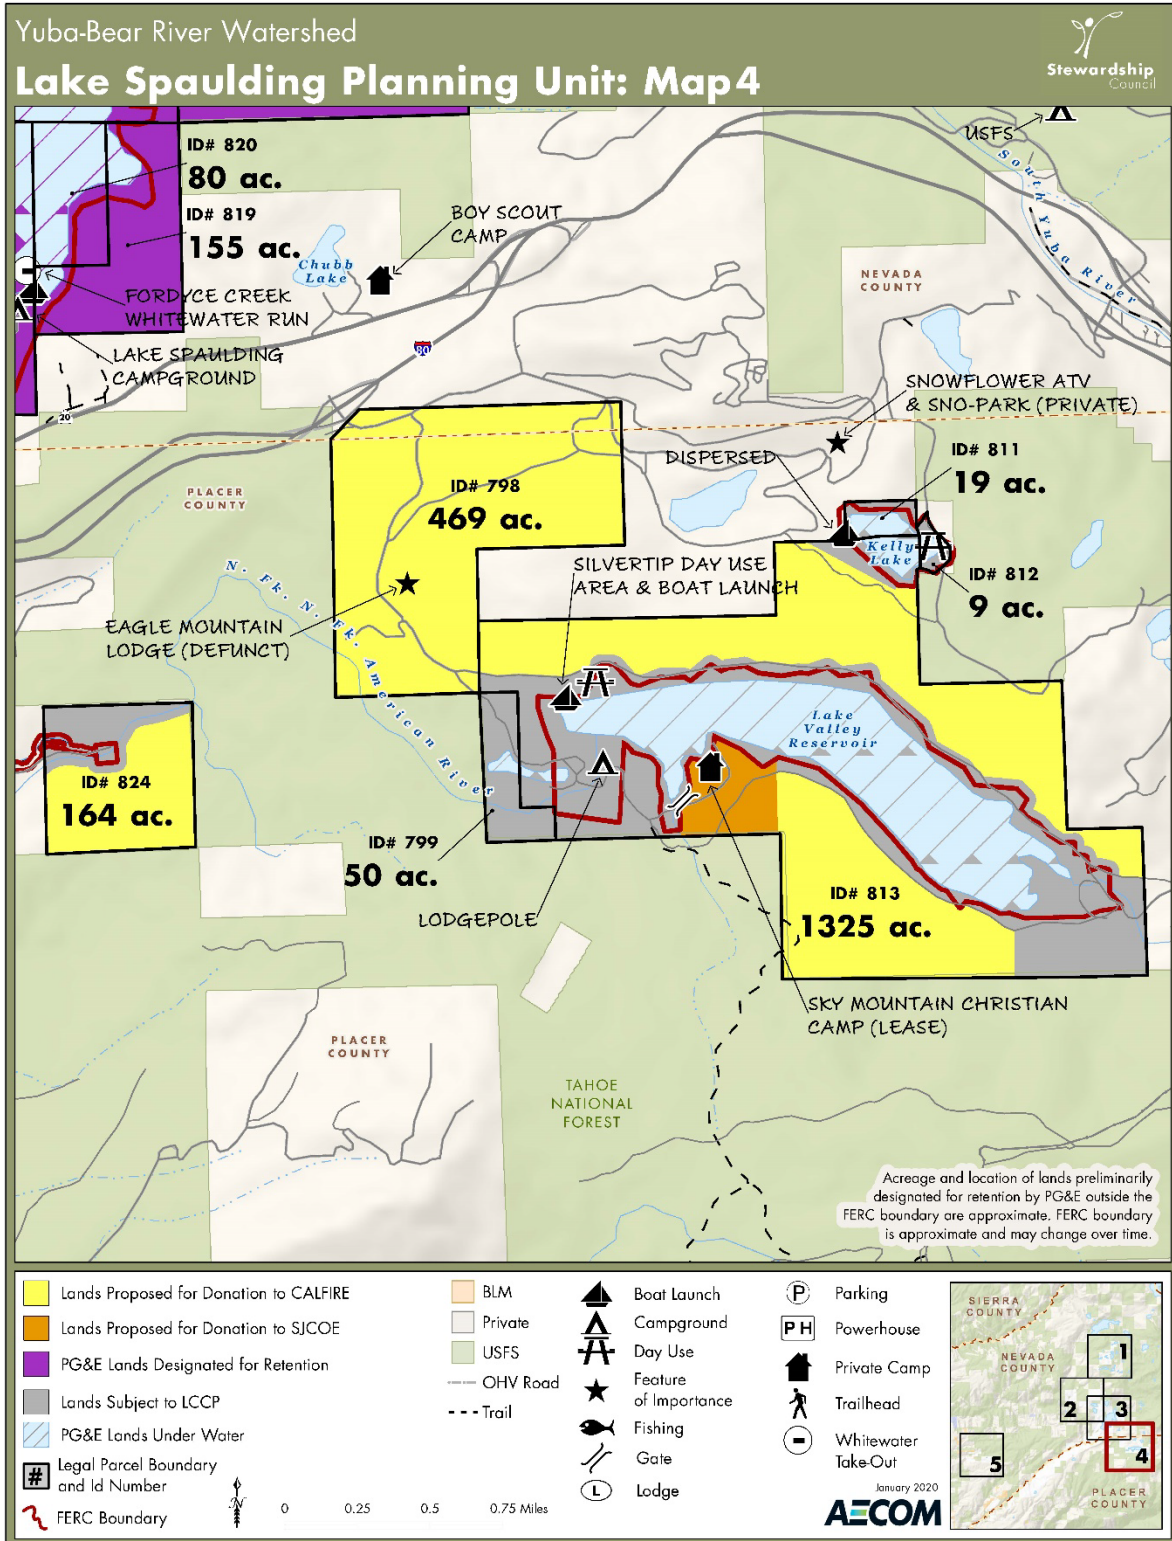 Yuba-Bear River Watershed
Lake Spaulding Planning Unit: Map 4
Stewardship
Council
USFS
South Yuba River
ID# 820
80 ac.
ID# 819
155 ac.
BOY SCOUT
CAMP
Chubb
Lake
NEVADA
COUNTY
FORDYCE CREEK
WHITEWATER RUN
LAKE SPAULDING
CAMPGROUND
80
20
SNOWFLOWER ATV
& SNO-PARK (PRIVATE)
DISPERSED
ID# 811
19 ac.
PLACER
COUNTY
ID# 798
469 ac.
Kelly
Lake
ID# 812
9 ac.
SILVERTIP DAY USE
AREA & BOAT LAUNCH
N. Fk. N. Fk. American River
EAGLE MOUNTAIN
LODGE (DEFUNCT)
Lake
Valley
Reservoir
ID# 824
164 ac.
ID# 799
50 ac.
ID# 813
1325 ac.
LODGEPOLE
SKY MOUNTAIN CHRISTIAN
CAMP (LEASE)
PLACER
COUNTY
TAHOE
NATIONAL
FOREST
Acreage and location of lands preliminarily
designated for retention by PG&E outside the
FERC boundary are approximate. FERC boundary
is approximate and may change over time.
Lands Proposed for Donation to CALFIRE
Lands Proposed for Donation to SJCOE
PG&E Lands Designated for Retention
Lands Subject to LCCP
PG&E Lands Under Water
# Legal Parcel Boundary
and Id Number
FERC Boundary
N
0 0.25 0.5 0.75 Miles
BLM
Private
USFS
OHV Road
Trail
Boat Launch
Campground
Day Use
Feature
of Importance
Fishing
Gate
L Lodge
P Parking
PH Powerhouse
Private Camp
Trailhead
Whitewater
Take-Out
January 2020
AECOM
SIERRA
COUNTY
NEVADA
COUNTY
1
2
3
4
5
PLACER
COUNTY